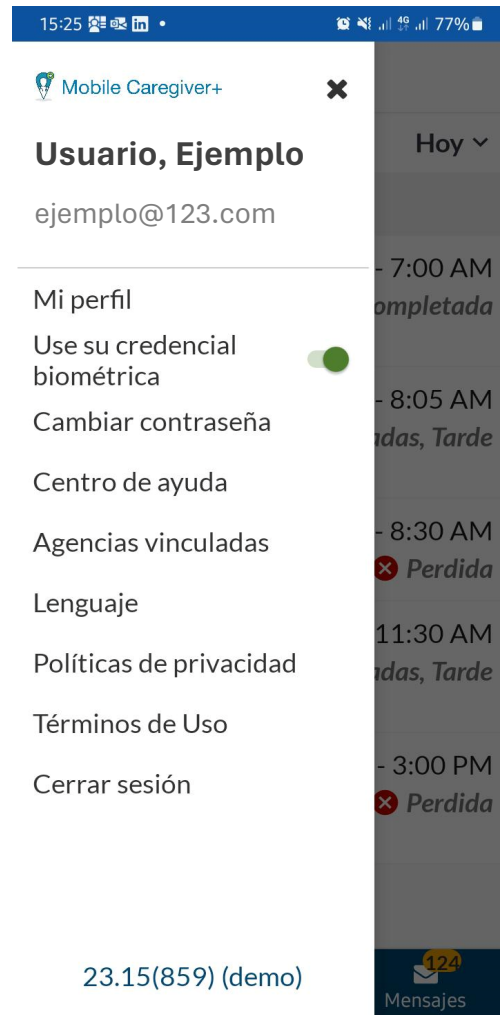 15:25
4G
77%
Mobile Caregiver+
Usuario, Ejemplo
ejemplo@123.com
Mi perfil
Use su credencial
biométrica
Cambiar contraseña
Centro de ayuda
Agencias vinculadas
Lenguaje
Políticas de privacidad
Términos de Uso
Cerrar sesión
23.15(859) (demo)
Hoy
- 7:00 AM
ompletada
- 8:05 AM
das, Tarde
- 8:30 AM
Perdida
11:30 AM
das, Tarde
- 3:00 PM
Perdida
124
Mensajes